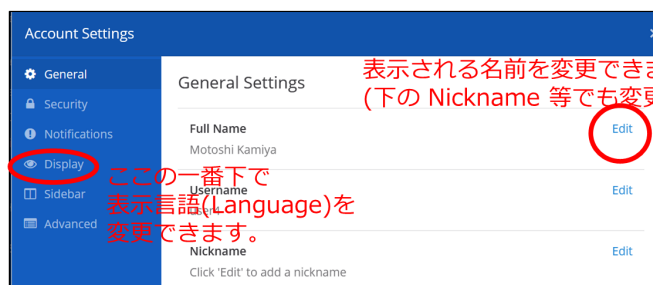 Account Settings
General
Security
Notifications
Display
Sidebar
Advanced
General Settings
表示される名前を変更でき
(下の Nickname 等でも変
Full Name
Edit
Motoshi Kamiya
ここの一番下で
表示言語(Language)を
変更できます。
Username
Edit
Nickname
Edit
Click 'Edit' to add a nickname